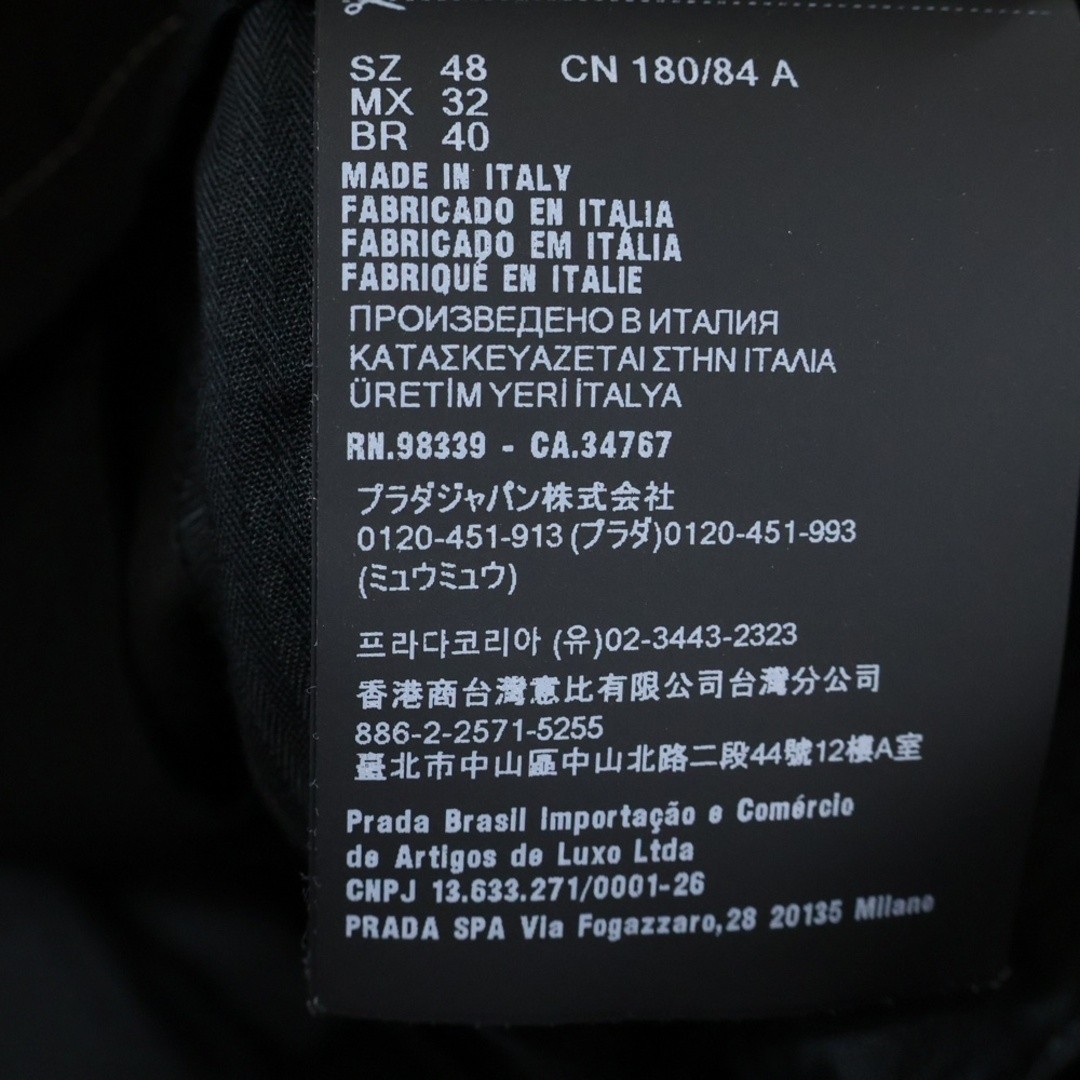 SZ 48 CN 180/84 A
MX 32
BR 40
MADE IN ITALY
FABRICADO EN ITALIA
FABRICADO EM ITÁLIA
FABRIQUÉ EN ITALIE
ПРОИЗВЕДЕНО В ИТАЛИЯ
ΚΑΤΑΣΚΕΥΑΖΕΤΑΙ ΣΤΗΝ ΙΤΑΛΙΑ
ÜRETİM YERİ İTALYA
RN.98339 - CA.34767
プラダジャパン株式会社
0120-451-913 (プラダ)0120-451-993
(ミュウミュウ)
프라다코리아 (유)02-3443-2323
香港商台灣意比有限公司台灣分公司
886-2-2571-5255
臺北市中山區中山北路二段44號12樓A室
Prada Brasil Importação e Comércio
de Artigos de Luxo Ltda
CNPJ 13.633.271/0001-26
PRADA SPA Via Fogazzaro,28 20135 Milano